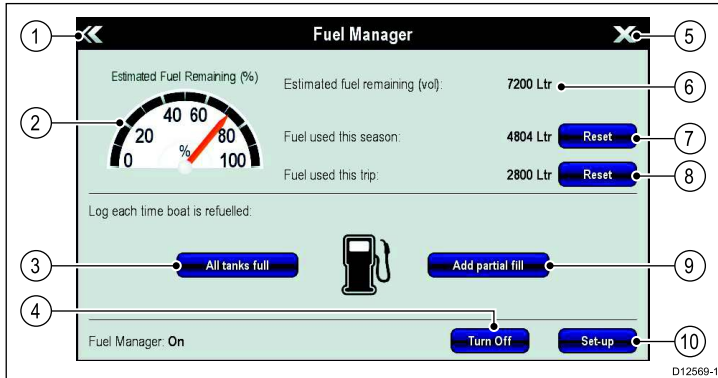 Fuel Manager
1
5
Estimated Fuel Remaining (%)
Estimated fuel remaining (vol): 7200 Ltr
6
2
0 20 40 60 80 100
%
Fuel used this season: 4804 Ltr Reset
7
Fuel used this trip: 2800 Ltr Reset
8
Log each time boat is refuelled:
3
All tanks full
Add partial fill
9
4
Fuel Manager: On
Turn Off
Set-up
10
D12569-1